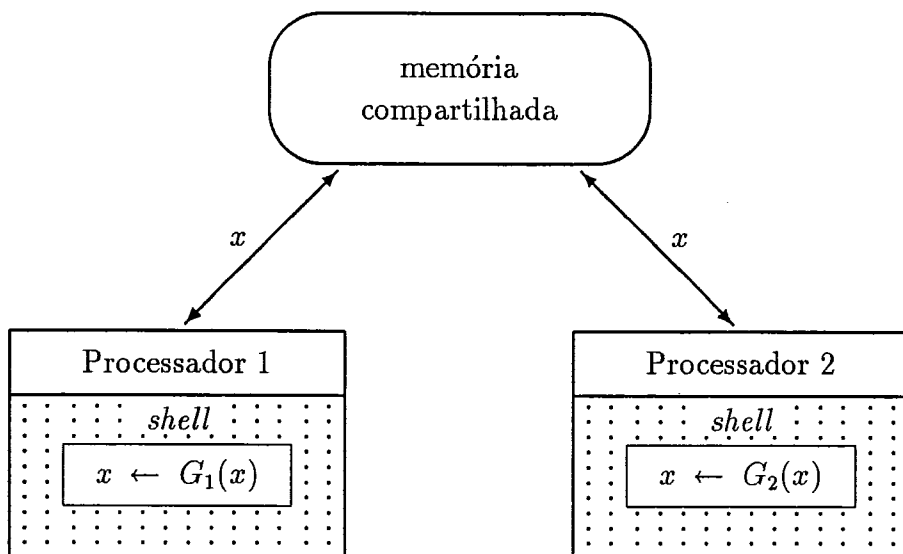 memória
compartilhada
x
x
Processador 1
Processador 2
shell
shell
x ← G₁(x)
x ← G₂(x)